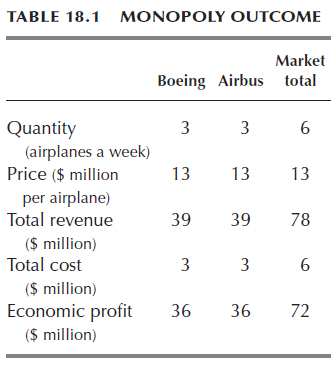 TABLE 18.1 MONOPOLY OUTCOME
Market
Boeing Airbus total
Quantity 3 3 6
(airplanes a week)
Price ($ million 13 13 13
per airplane)
Total revenue 39 39 78
($ million)
Total cost 3 3 6
($ million)
Economic profit 36 36 72
($ million)